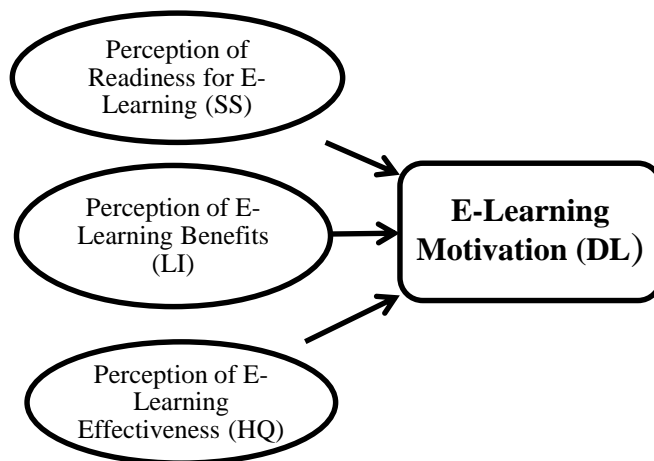 Perception of
Readiness for E-
Learning (SS)
Perception of E-
Learning Benefits
(LI)
E-Learning
Motivation (DL)
Perception of E-
Learning
Effectiveness (HQ)